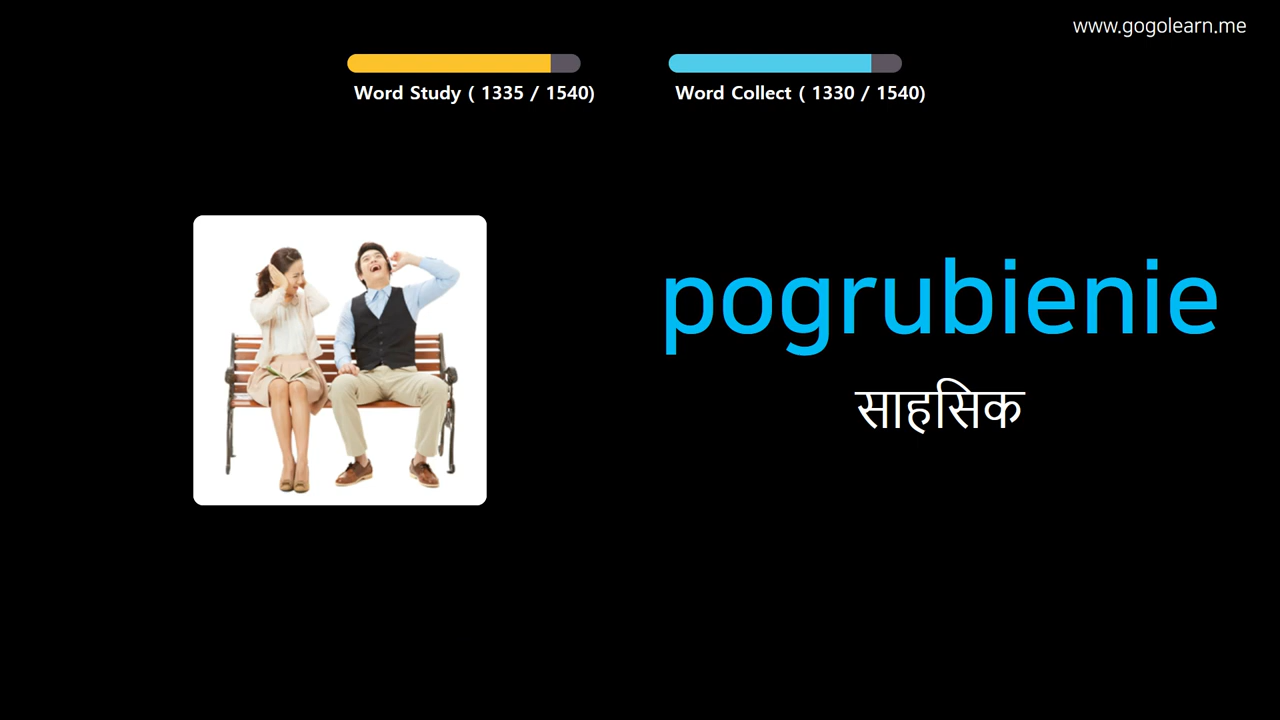 www.gogolearn.me
Word Study ( 1335 / 1540)
Word Collect ( 1330 / 1540)
pogrubienie
साहसिक